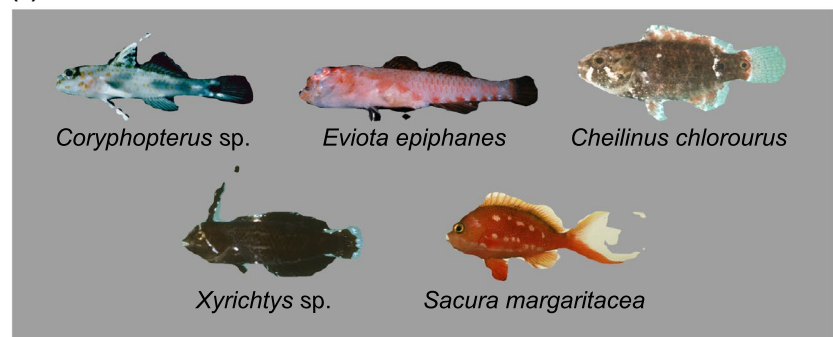 Coryphopterus sp.
Eviota epiphanes
Cheilinus chlorourus
Xyrichtys sp.
Sacura margaritacea